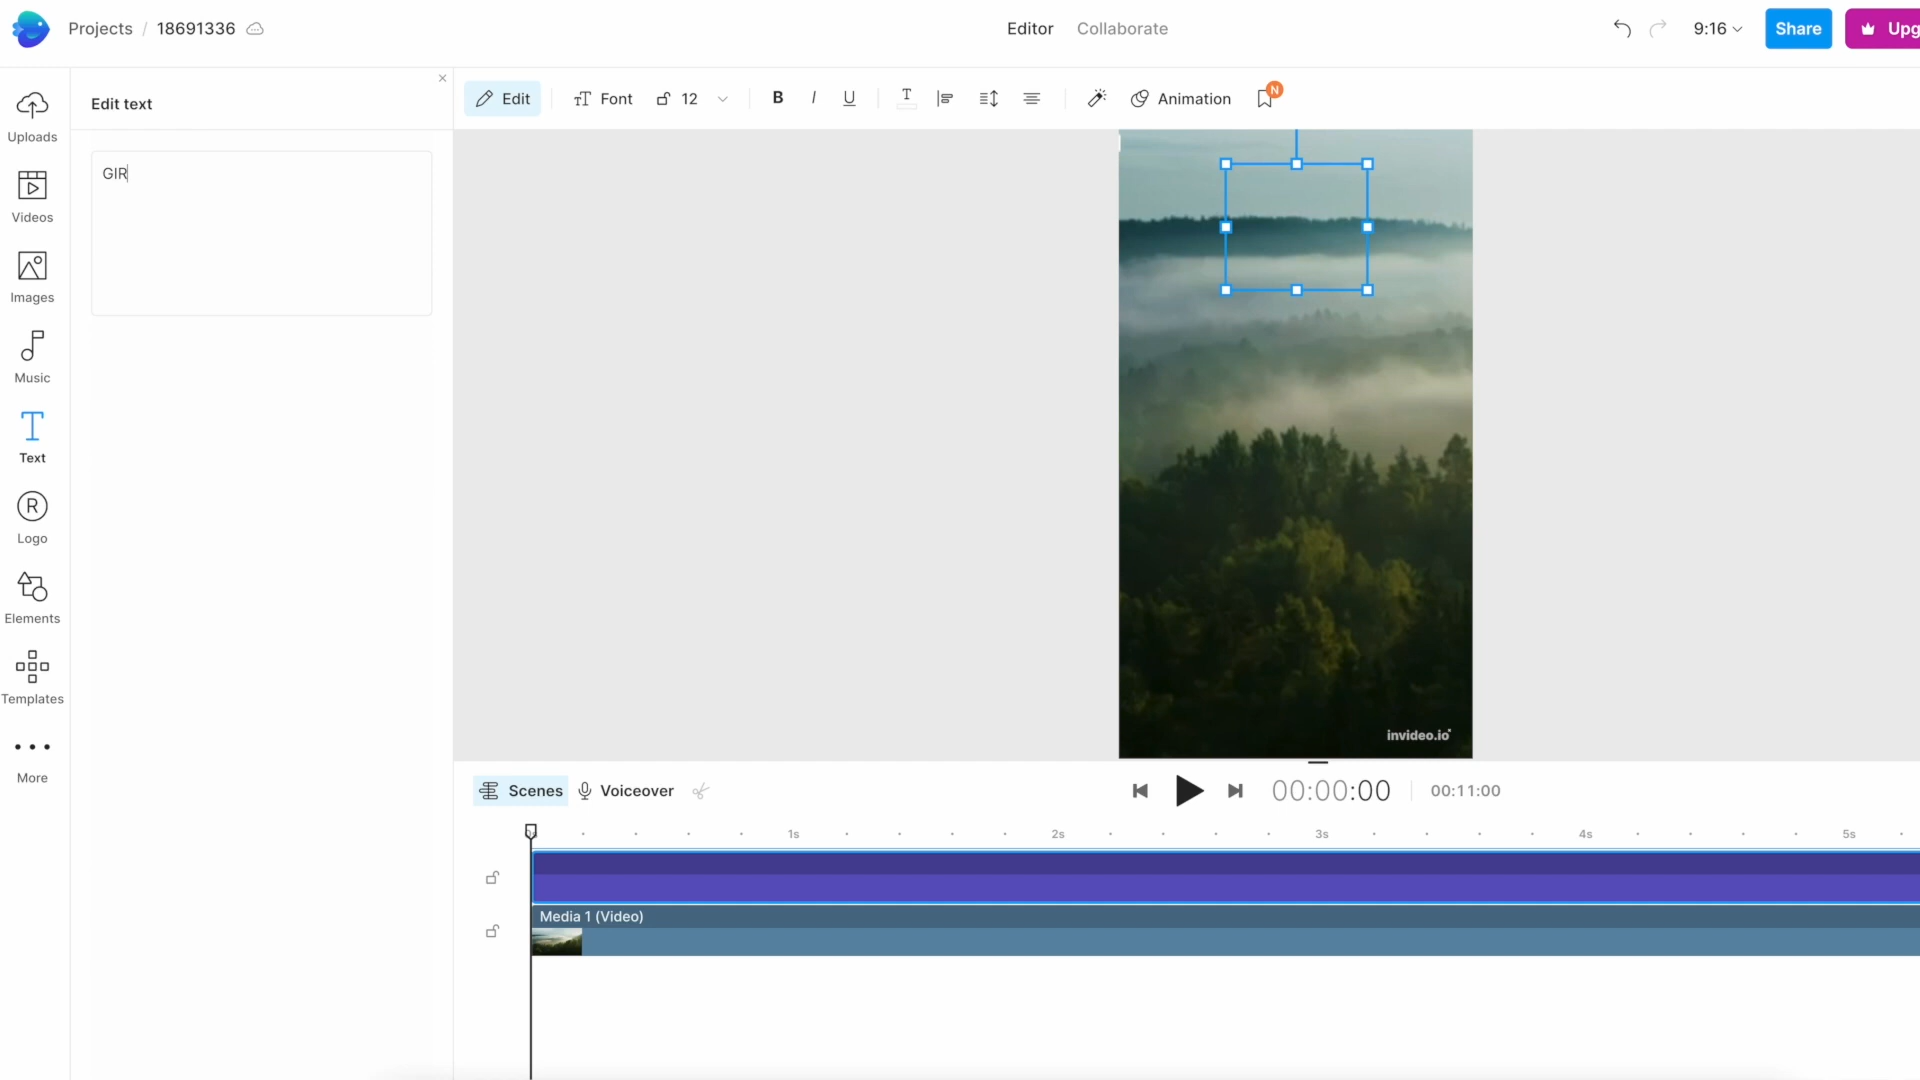 Projects / 18691336
Editor
Collaborate
9:16
Share
Upg
Edit text
Edit
Font
12
B
I
U
T
Animation
N
Uploads
GIR
Videos
Images
Music
Text
R
Logo
Elements
Templates
More
invideo.io
Scenes
Voiceover
00:00:00
00:11:00
1s
2s
3s
4s
5s
Media 1 (Video)